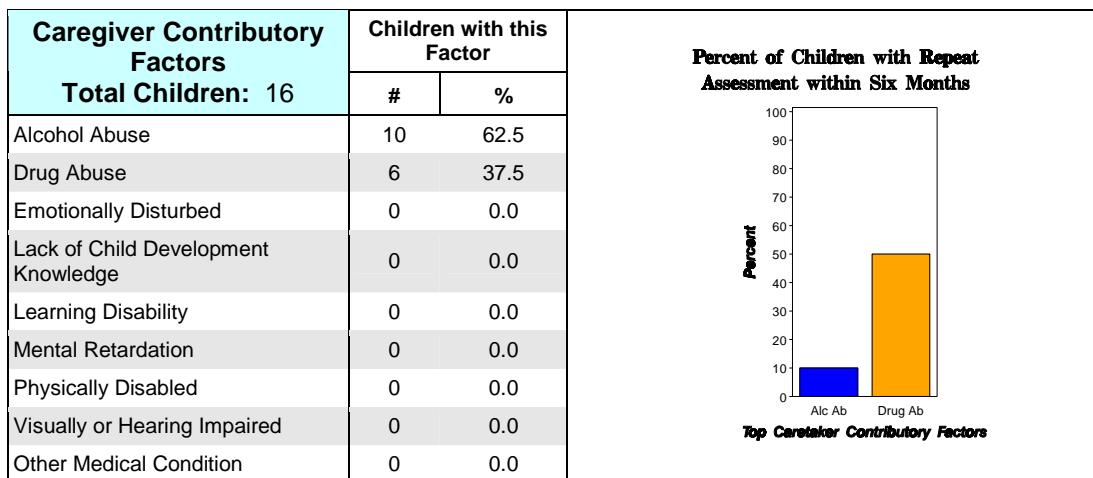 Caregiver Contributory
Factors
Total Children: 16
Children with this
Factor
# %
Alcohol Abuse 10 62.5
Drug Abuse 6 37.5
Emotionally Disturbed 0 0.0
Lack of Child Development
Knowledge 0 0.0
Learning Disability 0 0.0
Mental Retardation 0 0.0
Physically Disabled 0 0.0
Visually or Hearing Impaired 0 0.0
Other Medical Condition 0 0.0
Percent of Children with Repeat
Assessment within Six Months
Percent
100
90
80
70
60
50
40
30
20
10
0
Alc Ab Drug Ab
Top Caretaker Contributory Factors